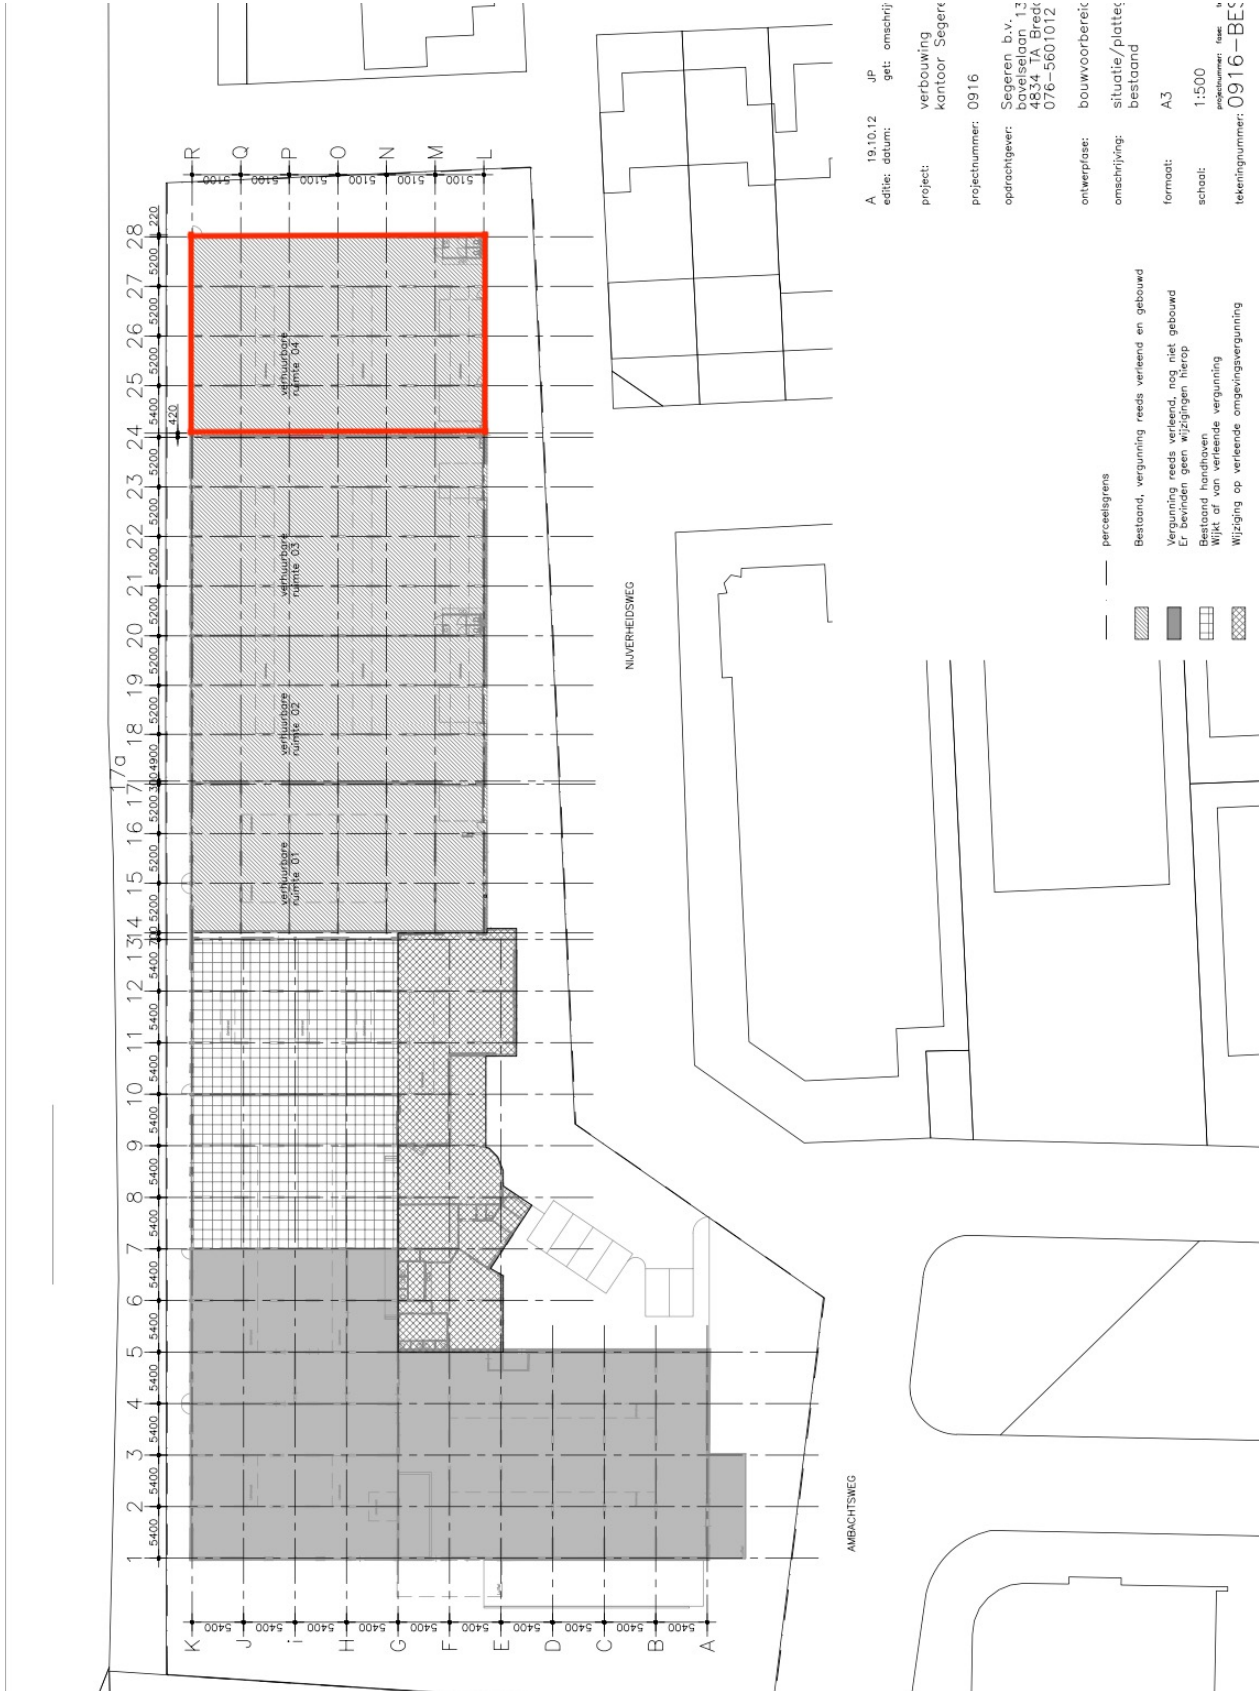 K J i H G F E D C B A
5400 5400 5400 5400 5400 5400 5400 5400 5400 5400
1 2 3 4 5 6 7 8 9 10 11 12 13 14 15 16 17 18 19 20 21 22 23 24 25 26 27 28
5400 5400 5400 5400 5400 5400 5400 5400 5400 5400 5400 5400 5200 5200 5200 300 4900 5200 5200 5200 5200 5200 5200 5400 5200 5200 5200 220
420
17a
R Q P O N M L
5100 5100 5100 5100 5100 5100
verhuurbare
ruimte 01
verhuurbare
ruimte 02
verhuurbare
ruimte 03
verhuurbare
ruimte 04
NIJVERHEIDSWEG
AMBACHTSWEG
perceelsgrens
Bestaand, vergunning reeds verleend en gebouwd
Vergunning reeds verleend, nog niet gebouwd
Er bevinden geen wijzigingen hierop
Bestaand handhaven
Wijkt af van verleende vergunning
Wijziging op verleende omgevingsvergunning
A 19.10.12 JP
editie: datum: get: omschrij
project: verbouwing
kantoor Segere
projectnummer: 0916
opdrachtgever: Segeren b.v.
bavelselaan 13
4834 TA Breda
076-5601012
ontwerpfase: bouwvoorbereid
omschrijving: situatie/platteg
bestaand
formaat: A3
schaal: 1:500
projectnummer: fase:
tekeningnummer: 0916-BES